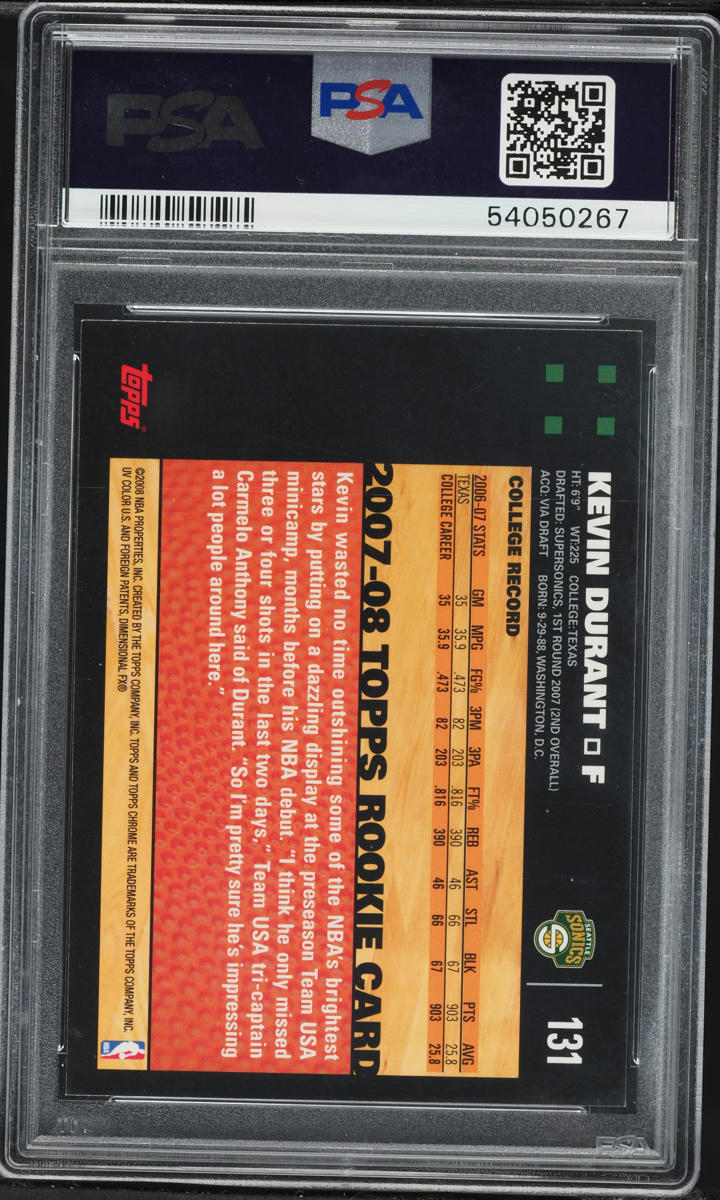 PSA
PSA
54050267
KEVIN DURANT F
HT: 6'9" WT:225 COLLEGE:TEXAS
DRAFTED: SUPERSONICS, 1ST ROUND 2007 (2ND OVERALL)
ACQ: VIA DRAFT BORN: 9-29-88, WASHINGTON, D.C.
SEATTLE
SONICS
131
COLLEGE RECORD
2006-07 STATS GM MPG FG% 3PM 3PA FT% REB AST STL BLK PTS AVG
TEXAS 35 35.9 .473 82 203 .816 390 46 66 67 903 25.8
COLLEGE CAREER 35 35.9 .473 82 203 .816 390 46 66 67 903 25.8
2007-08 TOPPS ROOKIE CARD
Kevin wasted no time outshining some of the NBA's brightest
stars by putting on a dazzling display at the preseason Team USA
minicamp, months before his NBA debut. "I think he only missed
three or four shots in the last two days," Team USA tri-captain
Carmelo Anthony said of Durant. "So I'm pretty sure he's impressing
a lot people around here."
topps®
©2008 NBA PROPERTIES, INC. CREATED BY THE TOPPS COMPANY, INC. TOPPS AND TOPPS CHROME ARE TRADEMARKS OF THE TOPPS COMPANY, INC.
UV COLOR U.S. AND FOREIGN PATENTS, DIMENSIONAL FX®
NBA
PSA